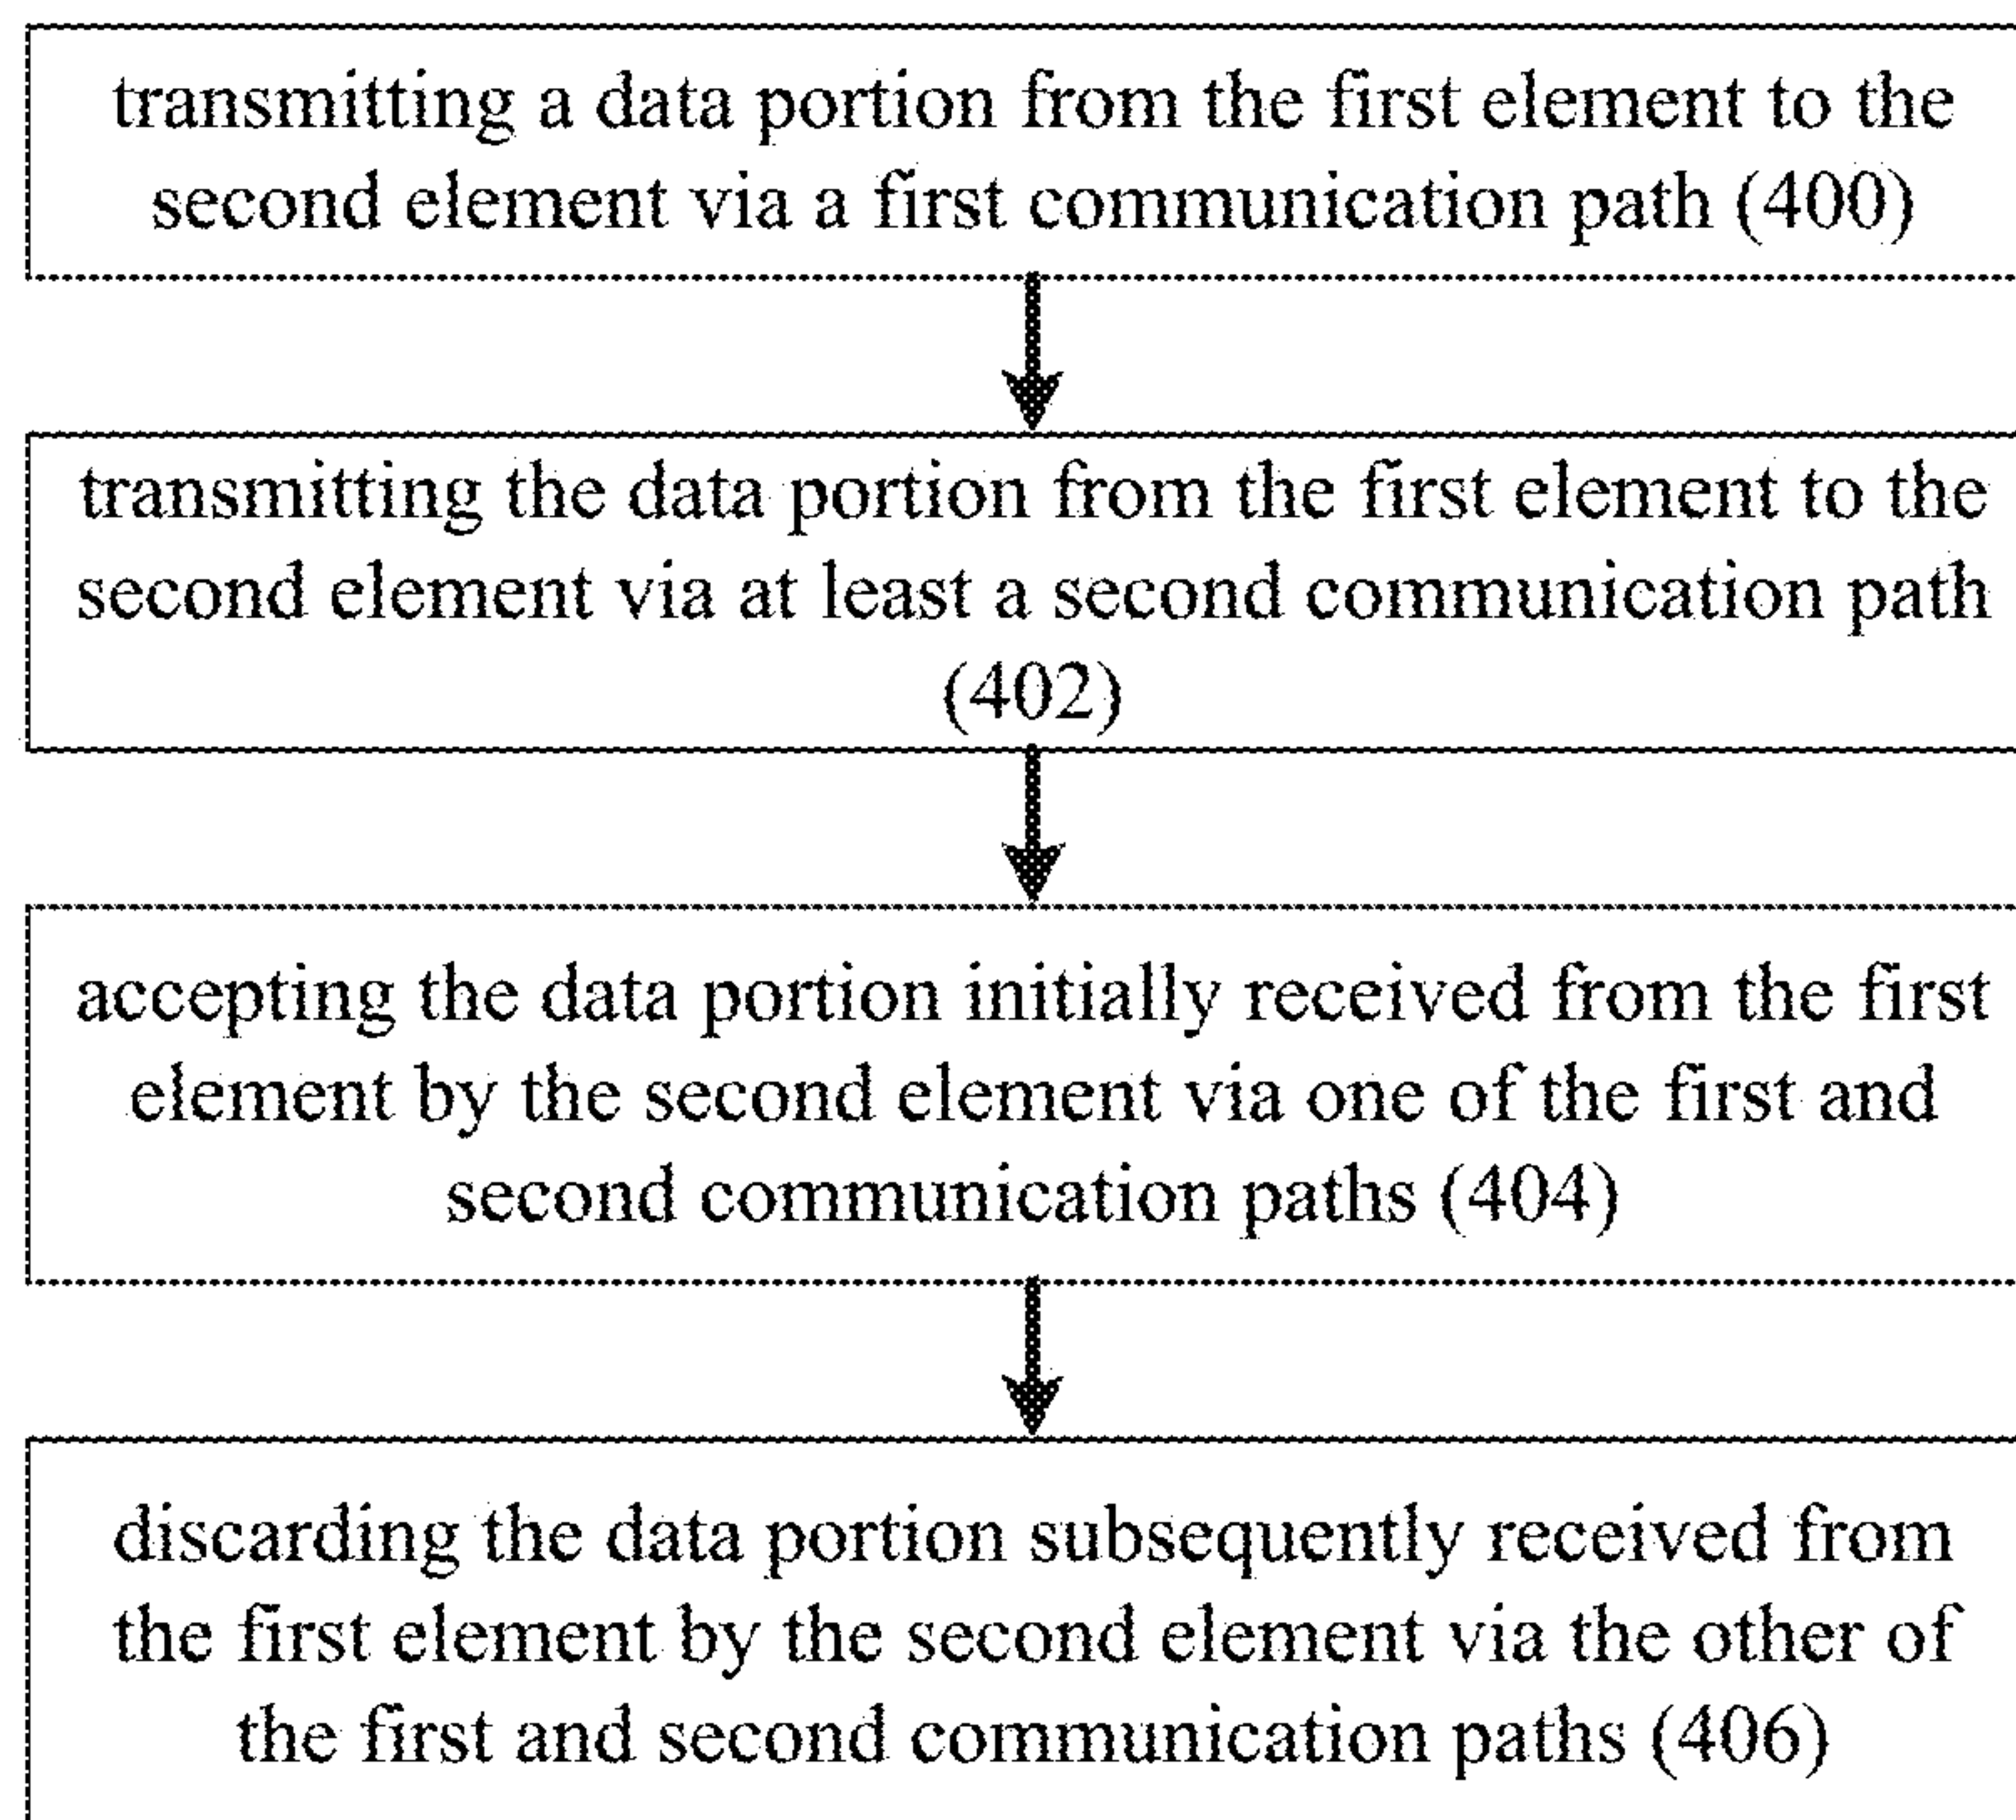 transmitting a data portion from the first element to the
second element via a first communication path (400)
transmitting the data portion from the first element to the
second element via at least a second communication path
(402)
accepting the data portion initially received from the first
element by the second element via one of the first and
second communication paths (404)
discarding the data portion subsequently received from
the first element by the second element via the other of
the first and second communication paths (406)